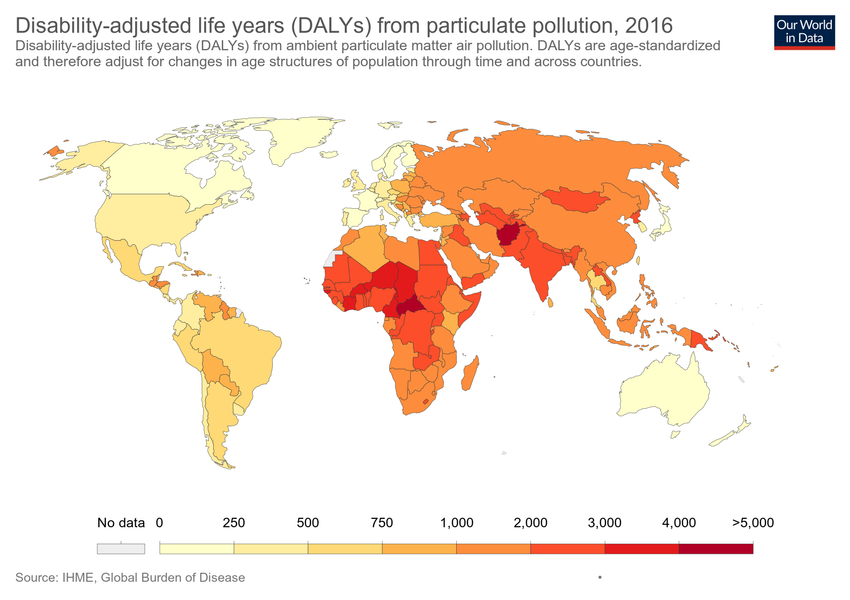 Disability-adjusted life years (DALYs) from particulate pollution, 2016
Our World
in Data
Disability-adjusted life years (DALYs) from ambient particulate matter air pollution. DALYs are age-standardized
and therefore adjust for changes in age structures of population through time and across countries.
No data 0 250 500 750 1,000 2,000 3,000 4,000 >5,000
Source: IHME, Global Burden of Disease
•